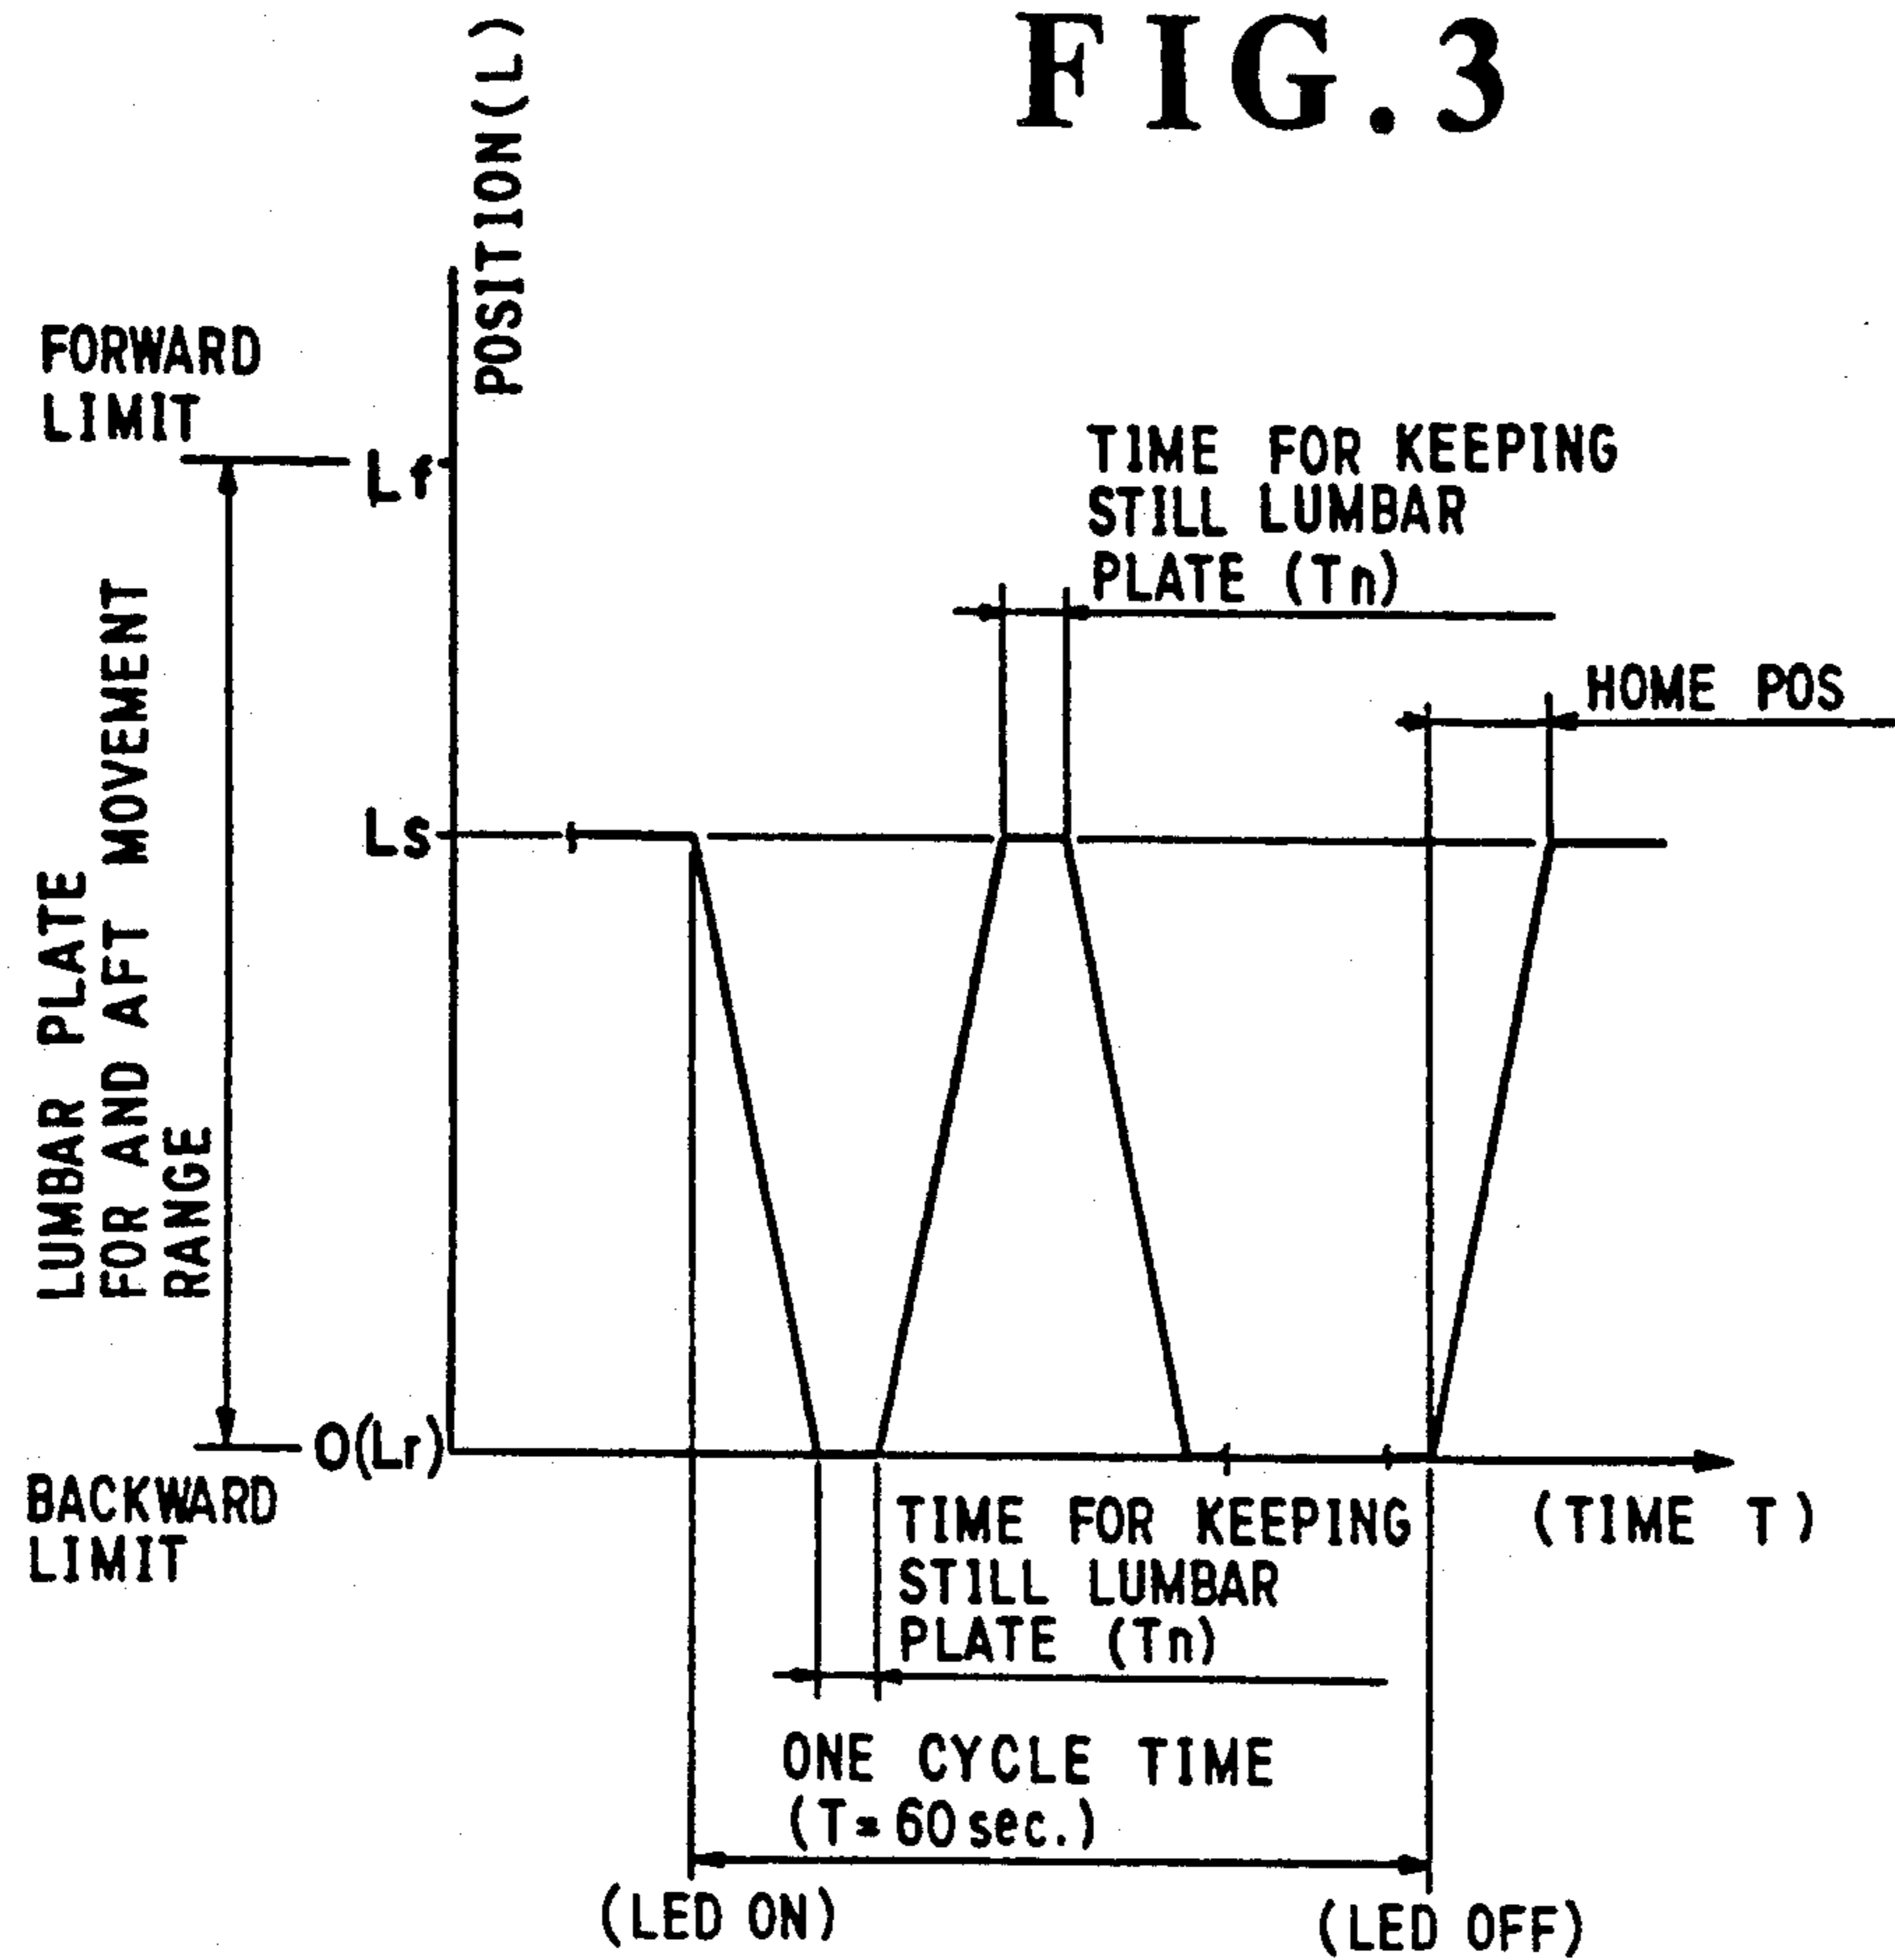 FIG.3
POSITION(L)
FORWARD
LIMIT
Lf
TIME FOR KEEPING
STILL LUMBAR
PLATE (Tn)
HOME POS
Ls
LUMBAR PLATE
FOR AND AFT MOVEMENT
RANGE
O(Lr)
BACKWARD
LIMIT
(TIME T)
TIME FOR KEEPING
STILL LUMBAR
PLATE (Tn)
ONE CYCLE TIME
(T=60sec.)
(LED ON)
(LED OFF)